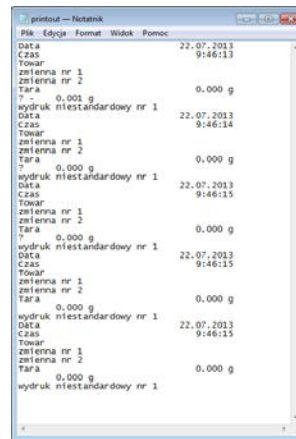 printout — Notatnik
Plik Edycja Format Widok Pomoc
Data 22.07.2013
Czas 9:46:13
Towar
zmienna nr 1
zmienna nr 2
Tara 0.000 g
? - 0.001 g
wydruk niestandardowy nr 1
Data 22.07.2013
Czas 9:46:14
Towar
zmienna nr 1
zmienna nr 2
Tara 0.000 g
? 0.000 g
wydruk niestandardowy nr 1
Data 22.07.2013
Czas 9:46:15
Towar
zmienna nr 1
zmienna nr 2
Tara 0.000 g
? 0.000 g
wydruk niestandardowy nr 1
Data 22.07.2013
Czas 9:46:15
Towar
zmienna nr 1
zmienna nr 2
Tara 0.000 g
0.000 g
wydruk niestandardowy nr 1
Data 22.07.2013
Czas 9:46:15
Towar
zmienna nr 1
zmienna nr 2
Tara 0.000 g
0.000 g
wydruk niestandardowy nr 1